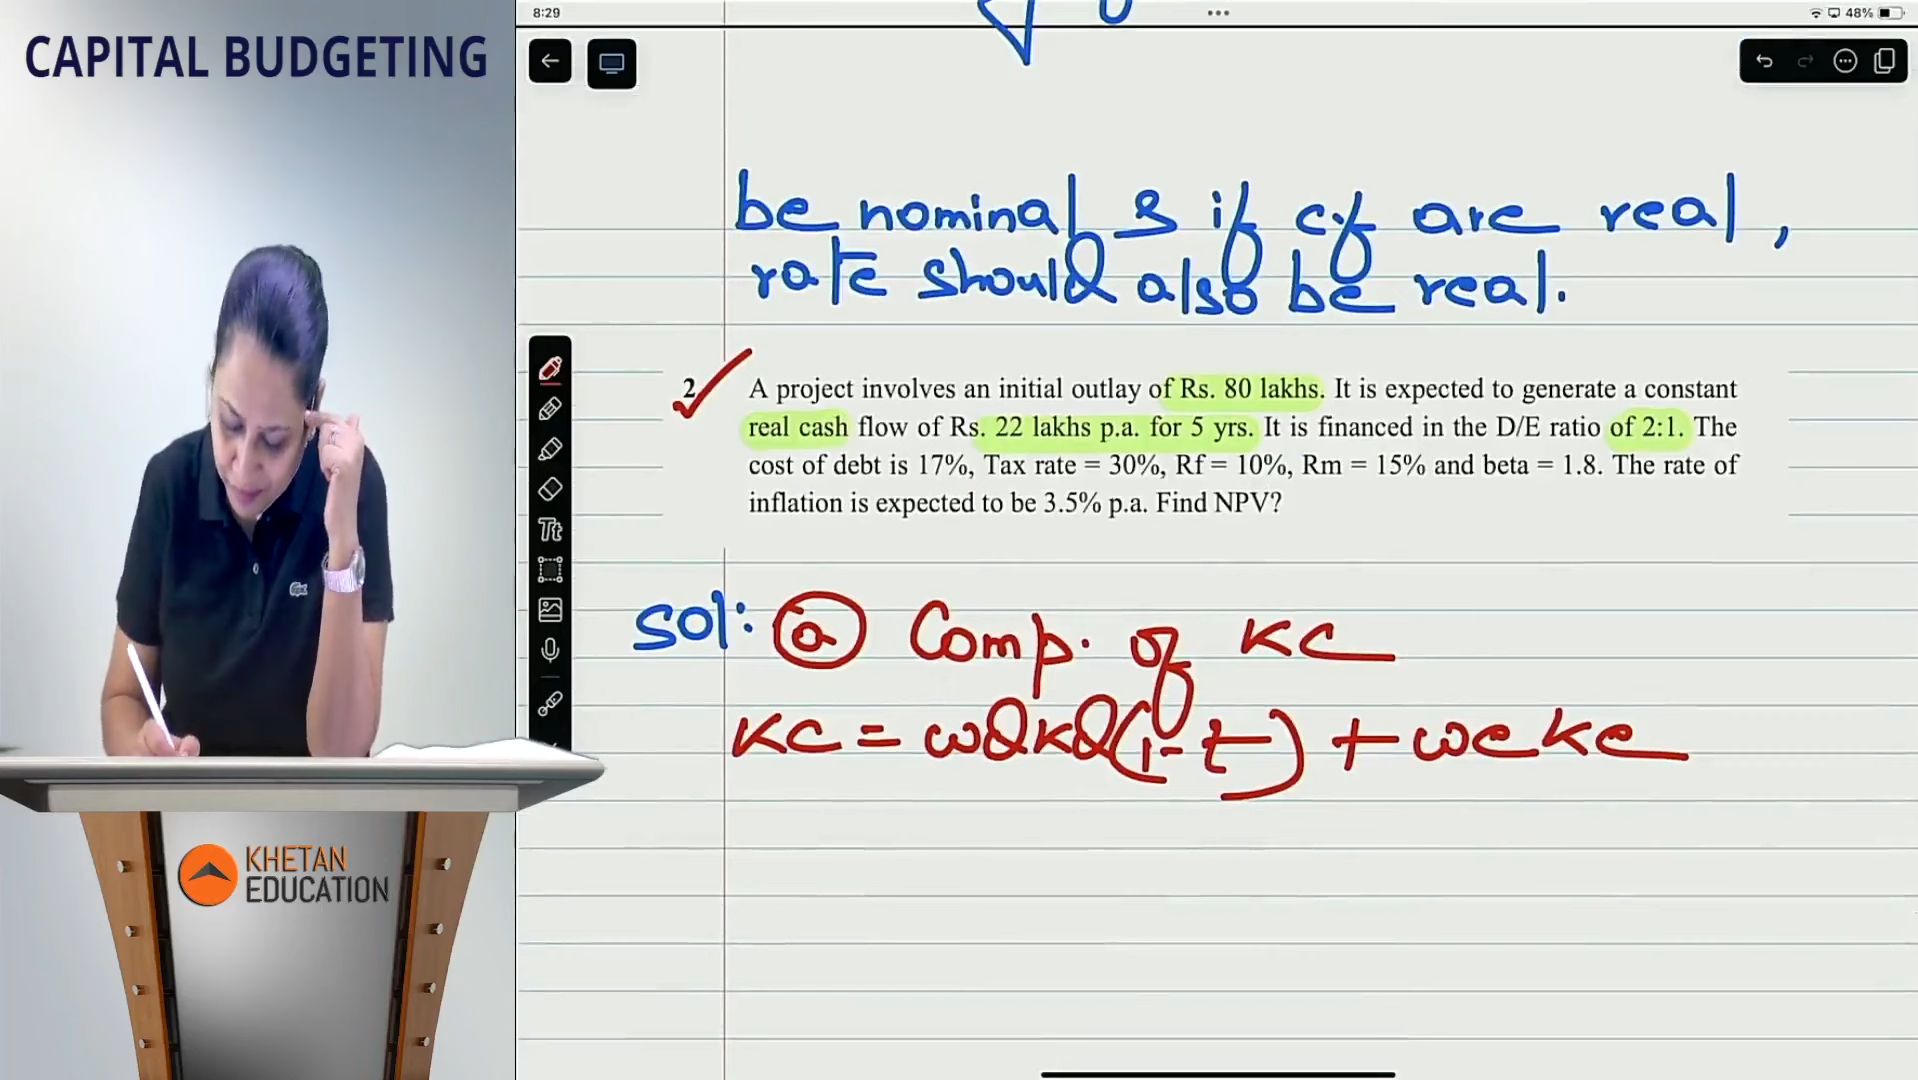 CAPITAL BUDGETING
8:29
48%
be nominal & if cf are real,
rate should also be real.
2 A project involves an initial outlay of Rs. 80 lakhs. It is expected to generate a constant
real cash flow of Rs. 22 lakhs p.a. for 5 yrs. It is financed in the D/E ratio of 2:1. The
cost of debt is 17%, Tax rate = 30%, Rf = 10%, Rm = 15% and beta = 1.8. The rate of
inflation is expected to be 3.5% p.a. Find NPV?
Tt
Sol: (a) Comp. of KC
KC = wdkd(1-t) + weke
KHETAN
EDUCATION